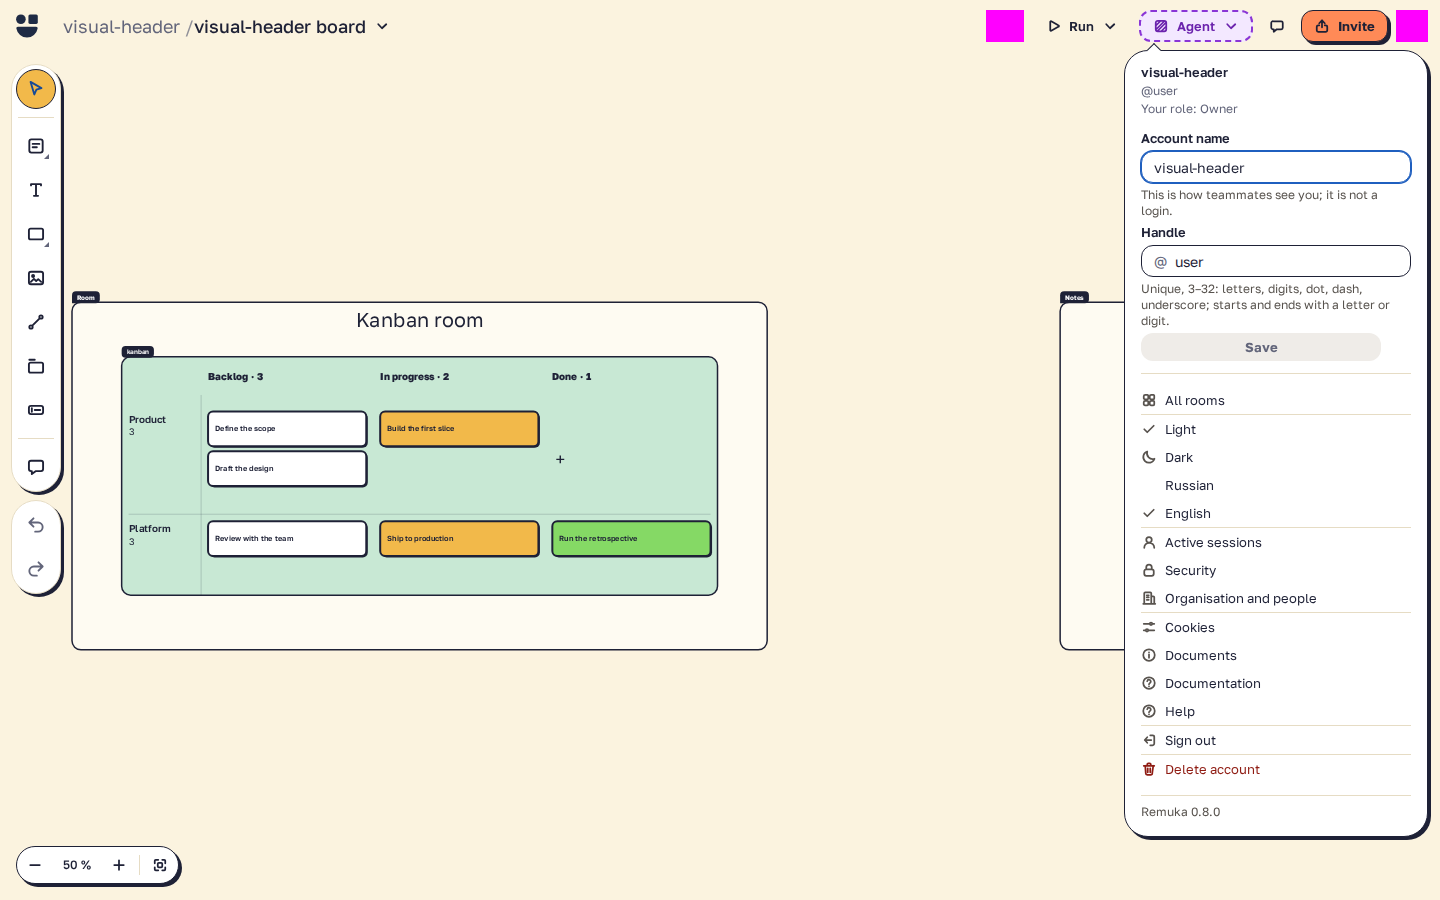 visual-header / visual-header board
Run
Agent
Invite
visual-header
@user
Your role: Owner
Account name
visual-header
This is how teammates see you; it is not a
login.
Handle
@ user
Unique, 3–32: letters, digits, dot, dash,
underscore; starts and ends with a letter or
digit.
Save
All rooms
Light
Dark
Russian
English
Active sessions
Security
Organisation and people
Cookies
Documents
Documentation
Help
Sign out
Delete account
Remuka 0.8.0
Room
Kanban room
kanban
Backlog · 3
In progress · 2
Done · 1
Product
3
Define the scope
Build the first slice
+
Draft the design
Platform
3
Review with the team
Ship to production
Run the retrospective
Notes
50 %